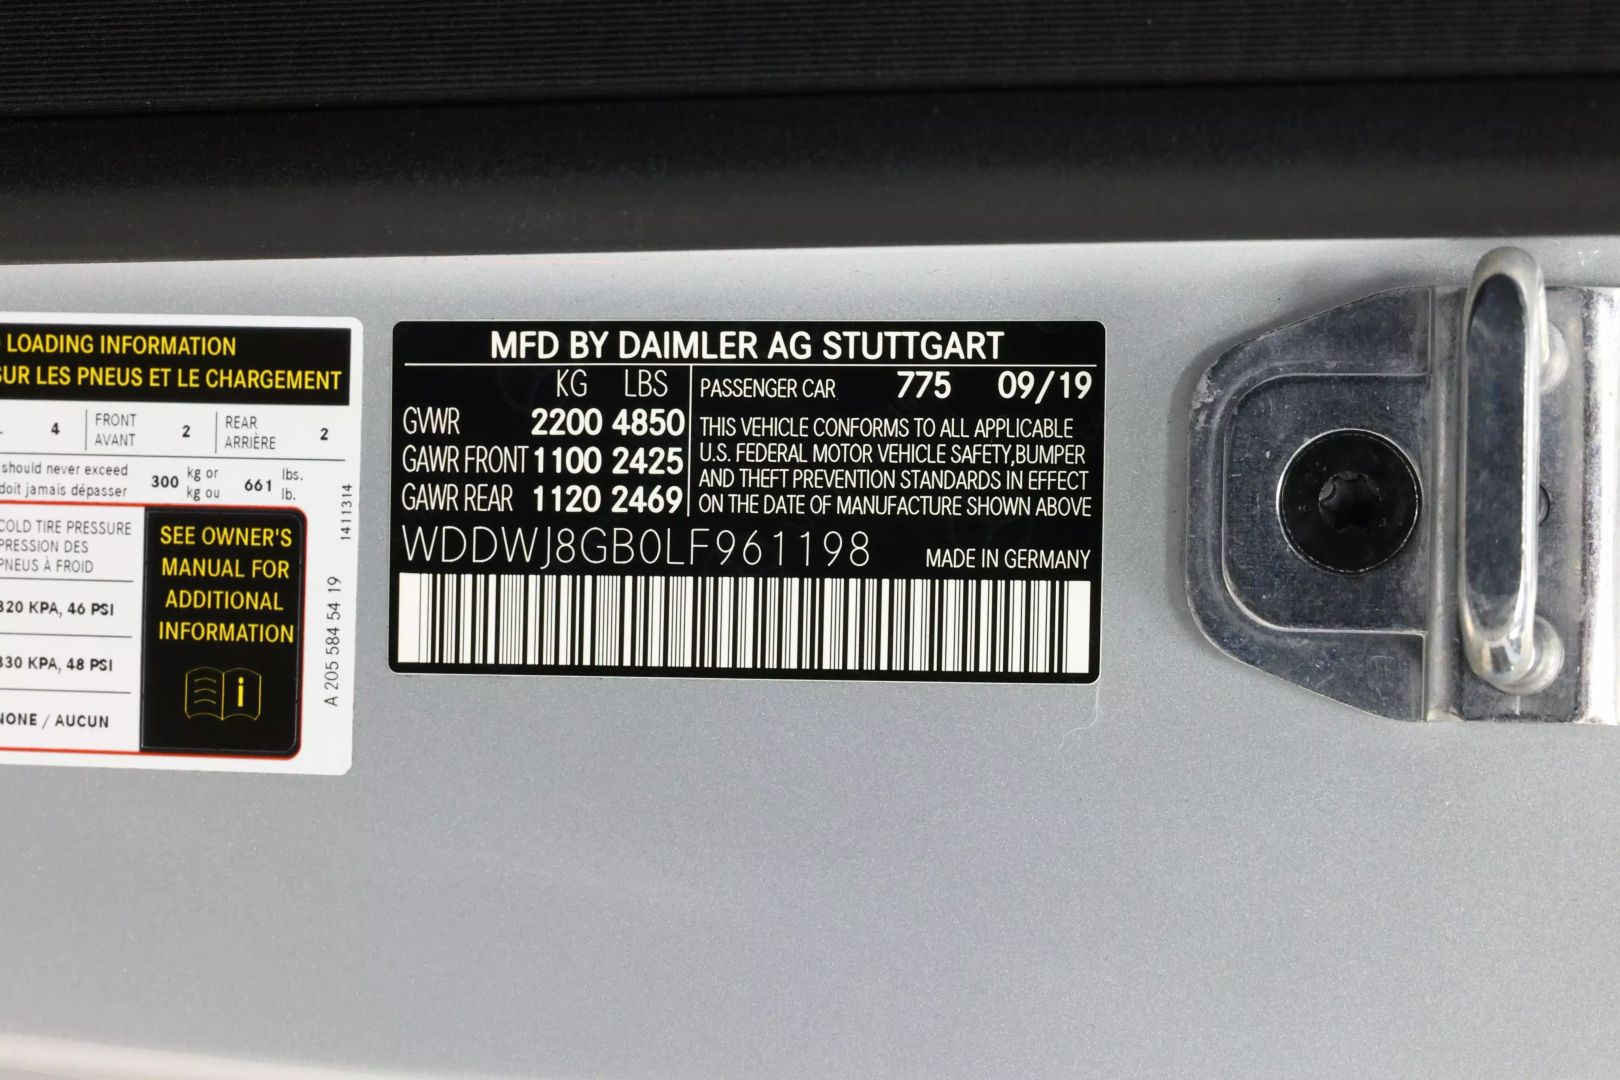 LOADING INFORMATION
SUR LES PNEUS ET LE CHARGEMENT
4 FRONT AVANT 2 REAR ARRIÈRE 2
should never exceed
doit jamais dépasser
300 kg or kg ou 661 lbs. lb.
COLD TIRE PRESSURE
PRESSION DES
PNEUS À FROID
320 KPA, 46 PSI
330 KPA, 48 PSI
NONE / AUCUN
SEE OWNER'S
MANUAL FOR
ADDITIONAL
INFORMATION
i
1411314
A 205 584 54 19
MFD BY DAIMLER AG STUTTGART
KG LBS
GVWR 2200 4850
GAWR FRONT 1100 2425
GAWR REAR 1120 2469
PASSENGER CAR 775 09/19
THIS VEHICLE CONFORMS TO ALL APPLICABLE
U.S. FEDERAL MOTOR VEHICLE SAFETY,BUMPER
AND THEFT PREVENTION STANDARDS IN EFFECT
ON THE DATE OF MANUFACTURE SHOWN ABOVE
WDDWJ8GB0LF961198 MADE IN GERMANY